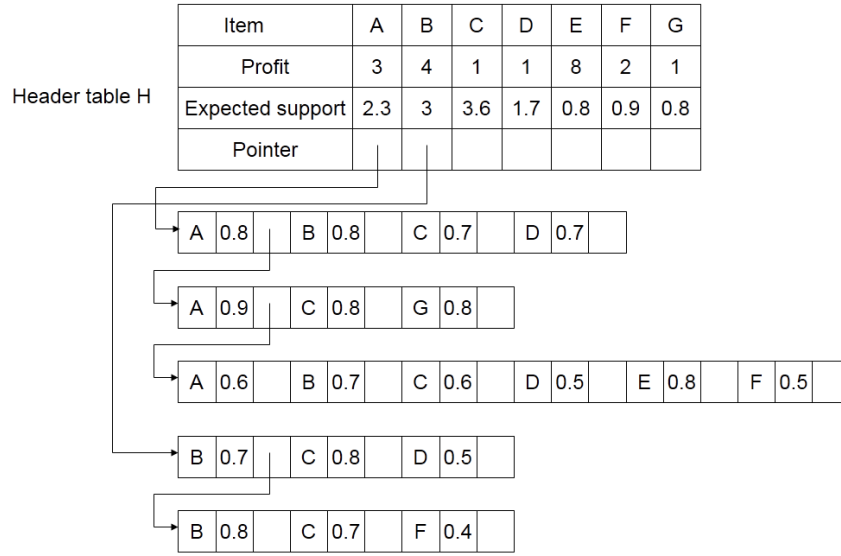 Item A B C D E F G
Profit 3 4 1 1 8 2 1
Header table H
Expected support 2.3 3 3.6 1.7 0.8 0.9 0.8
Pointer
A 0.8 B 0.8 C 0.7 D 0.7
A 0.9 C 0.8 G 0.8
A 0.6 B 0.7 C 0.6 D 0.5 E 0.8 F 0.5
B 0.7 C 0.8 D 0.5
B 0.8 C 0.7 F 0.4